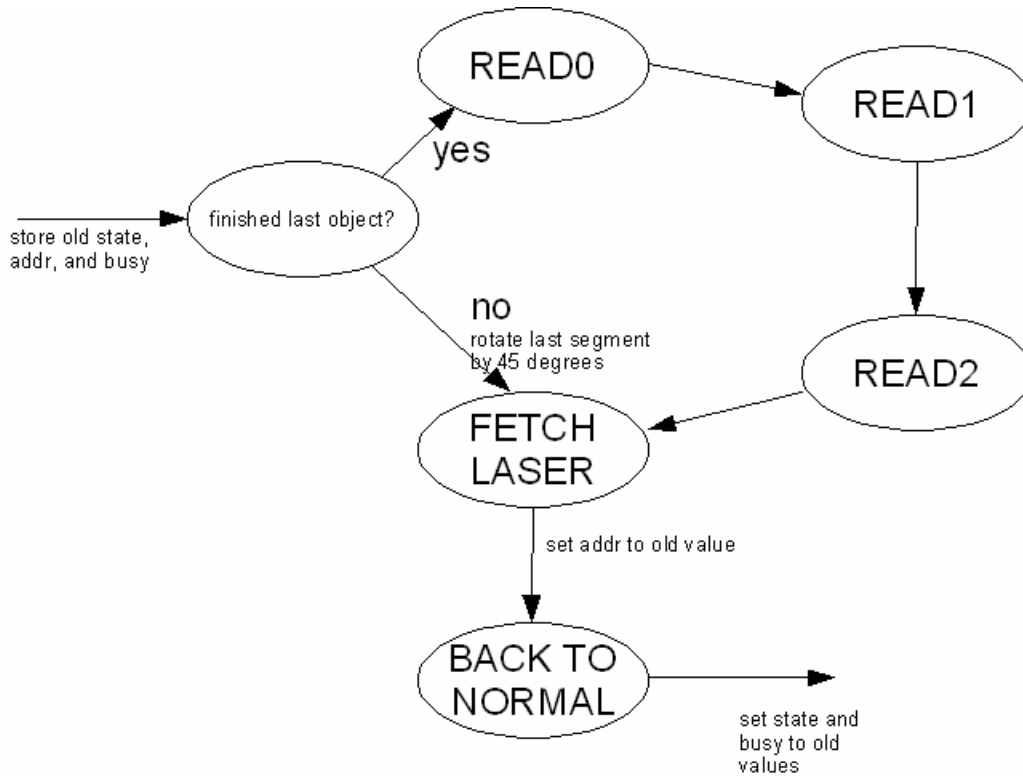 READ0
READ1
yes
finished last object?
store old state,
addr, and busy
no
rotate last segment
by 45 degrees
READ2
FETCH
LASER
set addr to old value
BACK TO
NORMAL
set state and
busy to old
values